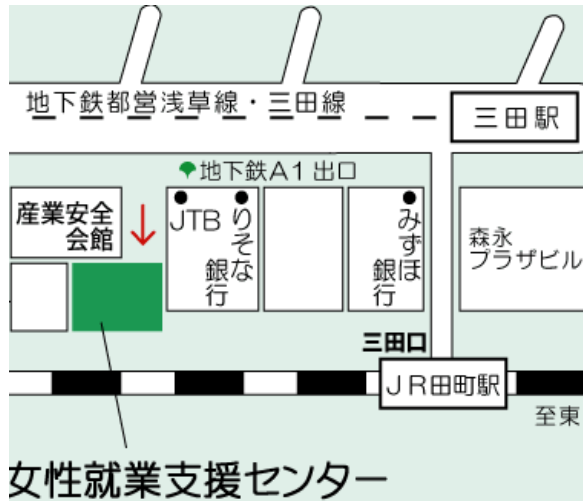 地下鉄都営浅草線・三田線
三田駅
地下鉄A1出口
産業安全
会館
JTB
りそな
銀行
みずほ
銀行
森永
プラザビル
三田口
JR田町駅
至東
女性就業支援センター